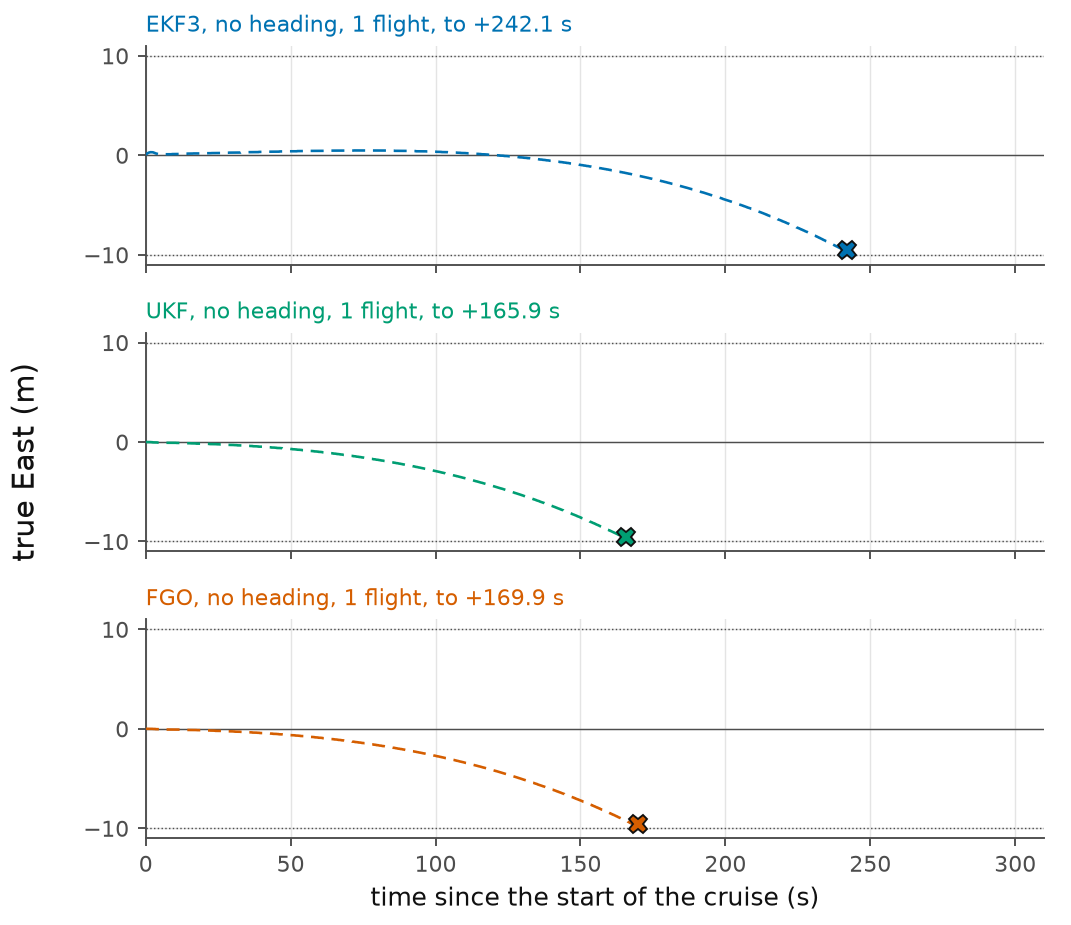 EKF3, no heading, 1 flight, to +242.1 s
10
0
−10
UKF, no heading, 1 flight, to +165.9 s
10
0
−10
true East (m)
FGO, no heading, 1 flight, to +169.9 s
10
0
−10
0 50 100 150 200 250 300
time since the start of the cruise (s)